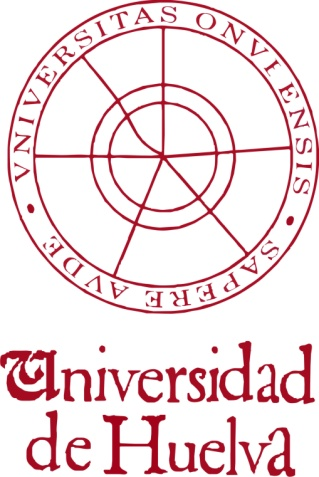 VNIVERSITAS ONVBENSIS • SAPERE AVDE •
Universidad
de Huelva